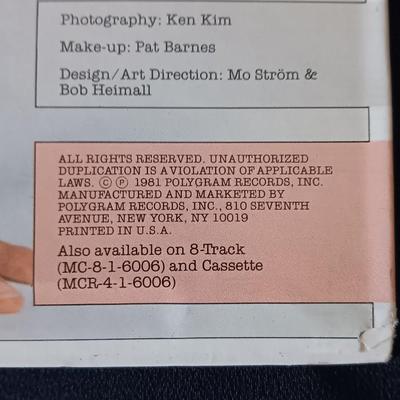 Photography: Ken Kim
Make-up: Pat Barnes
Design/Art Direction: Mo Ström &
Bob Heimall
ALL RIGHTS RESERVED. UNAUTHORIZED
DUPLICATION IS A VIOLATION OF APPLICABLE
LAWS. Ⓒ Ⓟ 1981 POLYGRAM RECORDS, INC.
MANUFACTURED AND MARKETED BY
POLYGRAM RECORDS, INC., 810 SEVENTH
AVENUE, NEW YORK, NY 10019
PRINTED IN U.S.A.
Also available on 8-Track
(MC-8-1-6006) and Cassette
(MCR-4-1-6006)